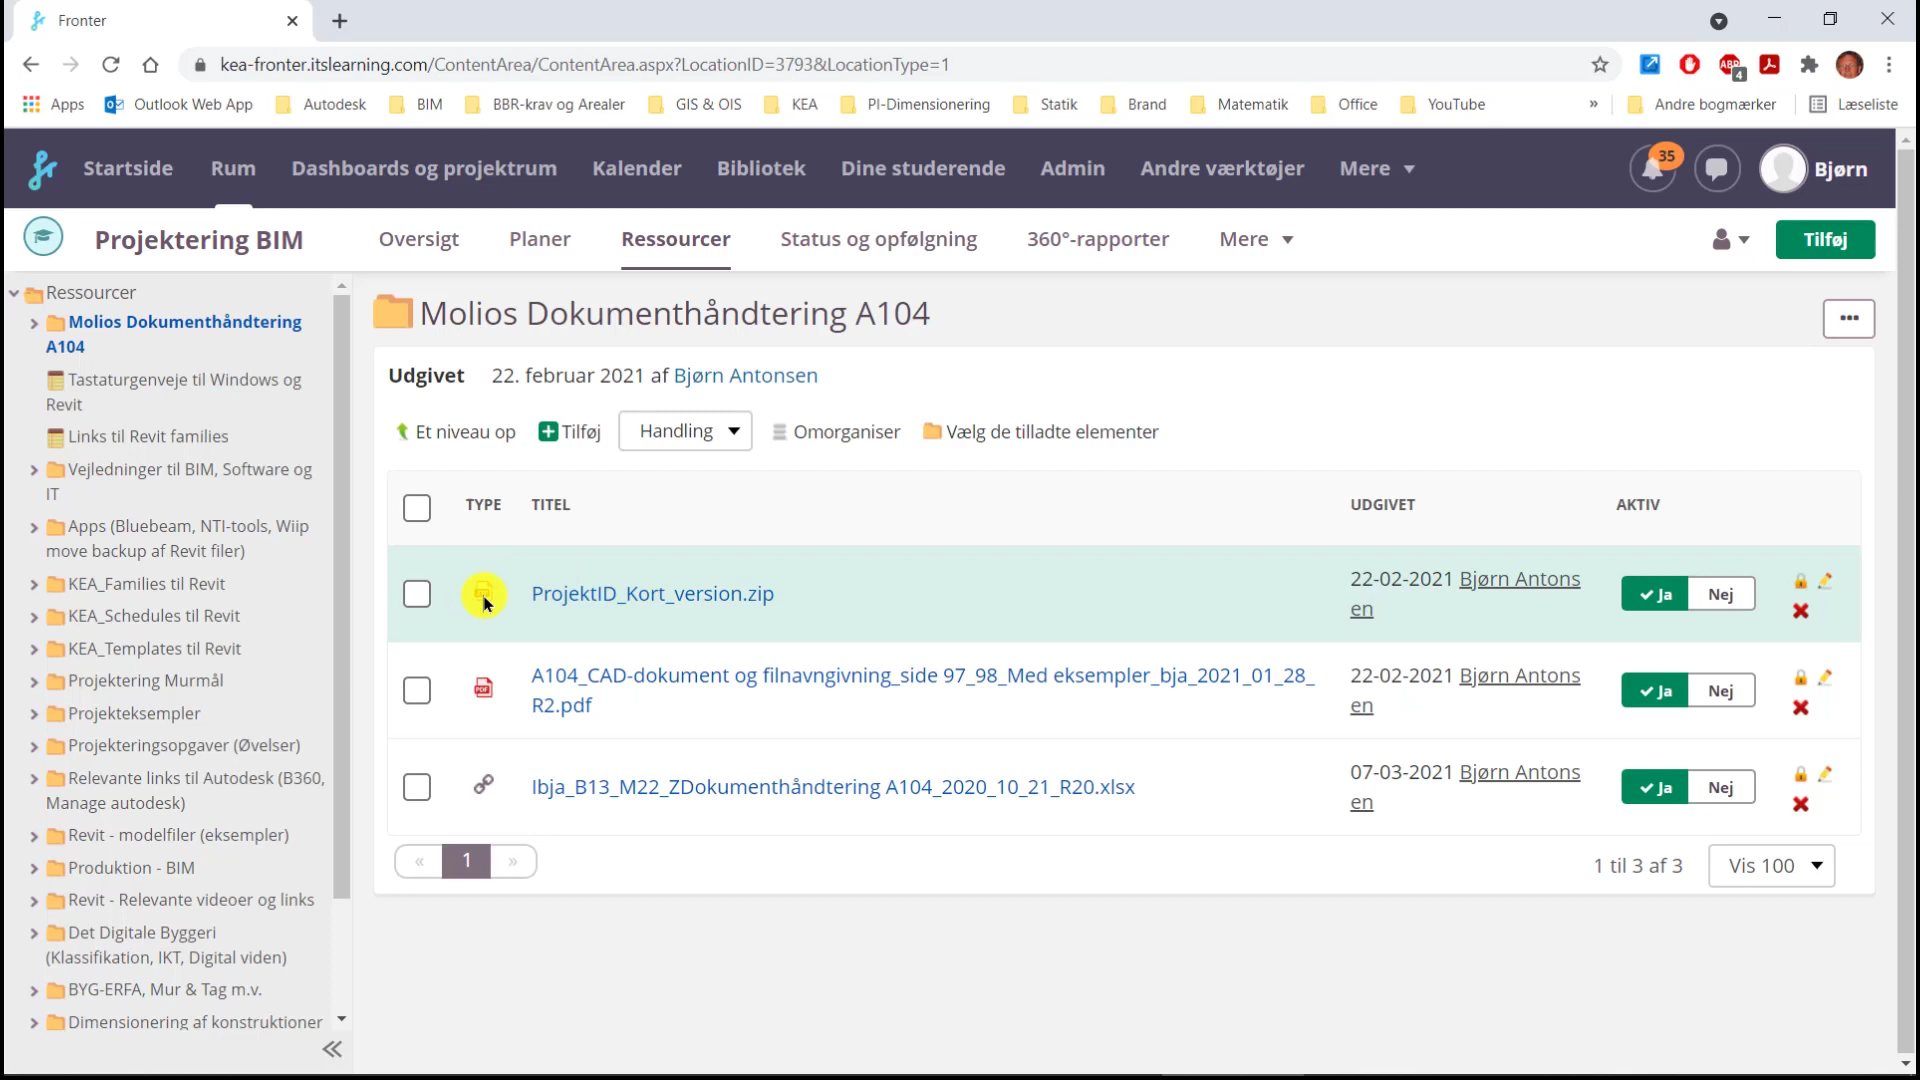 Fronter
kea-fronter.itslearning.com/ContentArea/ContentArea.aspx?LocationID=3793&LocationType=1
ABP
4
Apps
Outlook Web App
Autodesk
BIM
BBR-krav og Arealer
GIS & OIS
KEA
PI-Dimensionering
Statik
Brand
Matematik
Office
YouTube
»
Andre bogmærker
Læseliste
Startside
Rum
Dashboards og projektrum
Kalender
Bibliotek
Dine studerende
Admin
Andre værktøjer
Mere
35
Bjørn
Projektering BIM
Oversigt
Planer
Ressourcer
Status og opfølgning
360°-rapporter
Mere
Tilføj
Ressourcer
Molios Dokumenthåndtering
A104
Tastaturgenveje til Windows og
Revit
Links til Revit families
Vejledninger til BIM, Software og
IT
Apps (Bluebeam, NTI-tools, Wiip
move backup af Revit filer)
KEA_Families til Revit
KEA_Schedules til Revit
KEA_Templates til Revit
Projektering Murmål
Projekteksempler
Projekteringsopgaver (Øvelser)
Relevante links til Autodesk (B360,
Manage autodesk)
Revit - modelfiler (eksempler)
Produktion - BIM
Revit - Relevante videoer og links
Det Digitale Byggeri
(Klassifikation, IKT, Digital viden)
BYG-ERFA, Mur & Tag m.v.
Dimensionering af konstruktioner
Molios Dokumenthåndtering A104
Udgivet 22. februar 2021 af Bjørn Antonsen
Et niveau op
Tilføj
Handling
Omorganiser
Vælg de tilladte elementer
TYPE
TITEL
UDGIVET
AKTIV
ProjektID_Kort_version.zip
22-02-2021 Bjørn Antons
en
Ja
Nej
PDF
A104_CAD-dokument og filnavngivning_side 97_98_Med eksempler_bja_2021_01_28_
R2.pdf
22-02-2021 Bjørn Antons
en
Ja
Nej
Ibja_B13_M22_ZDokumenthåndtering A104_2020_10_21_R20.xlsx
07-03-2021 Bjørn Antons
en
Ja
Nej
« 1 »
1 til 3 af 3
Vis 100